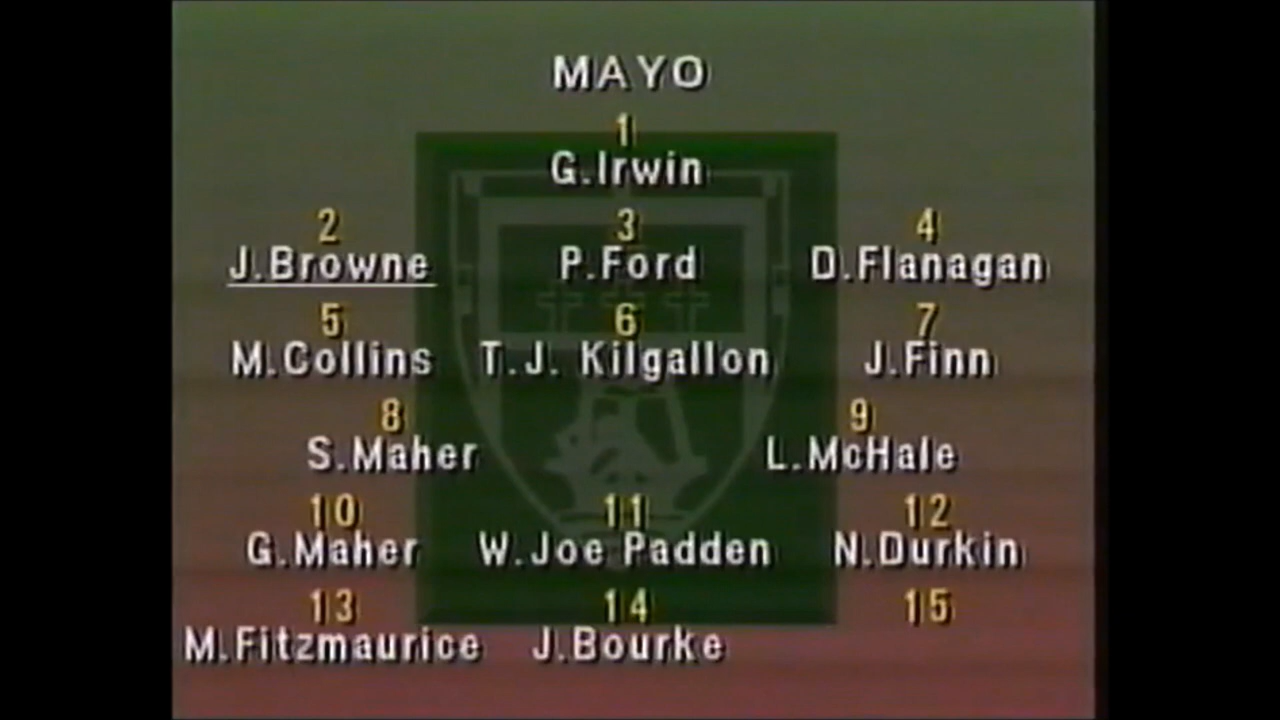 MAYO
1
G.Irwin
2 3 4
J.Browne P.Ford D.Flanagan
5 6 7
M.Collins T.J. Kilgallon J.Finn
8 9
S.Maher L.McHale
10 11 12
G.Maher W.Joe Padden N.Durkin
13 14 15
M.Fitzmaurice J.Bourke